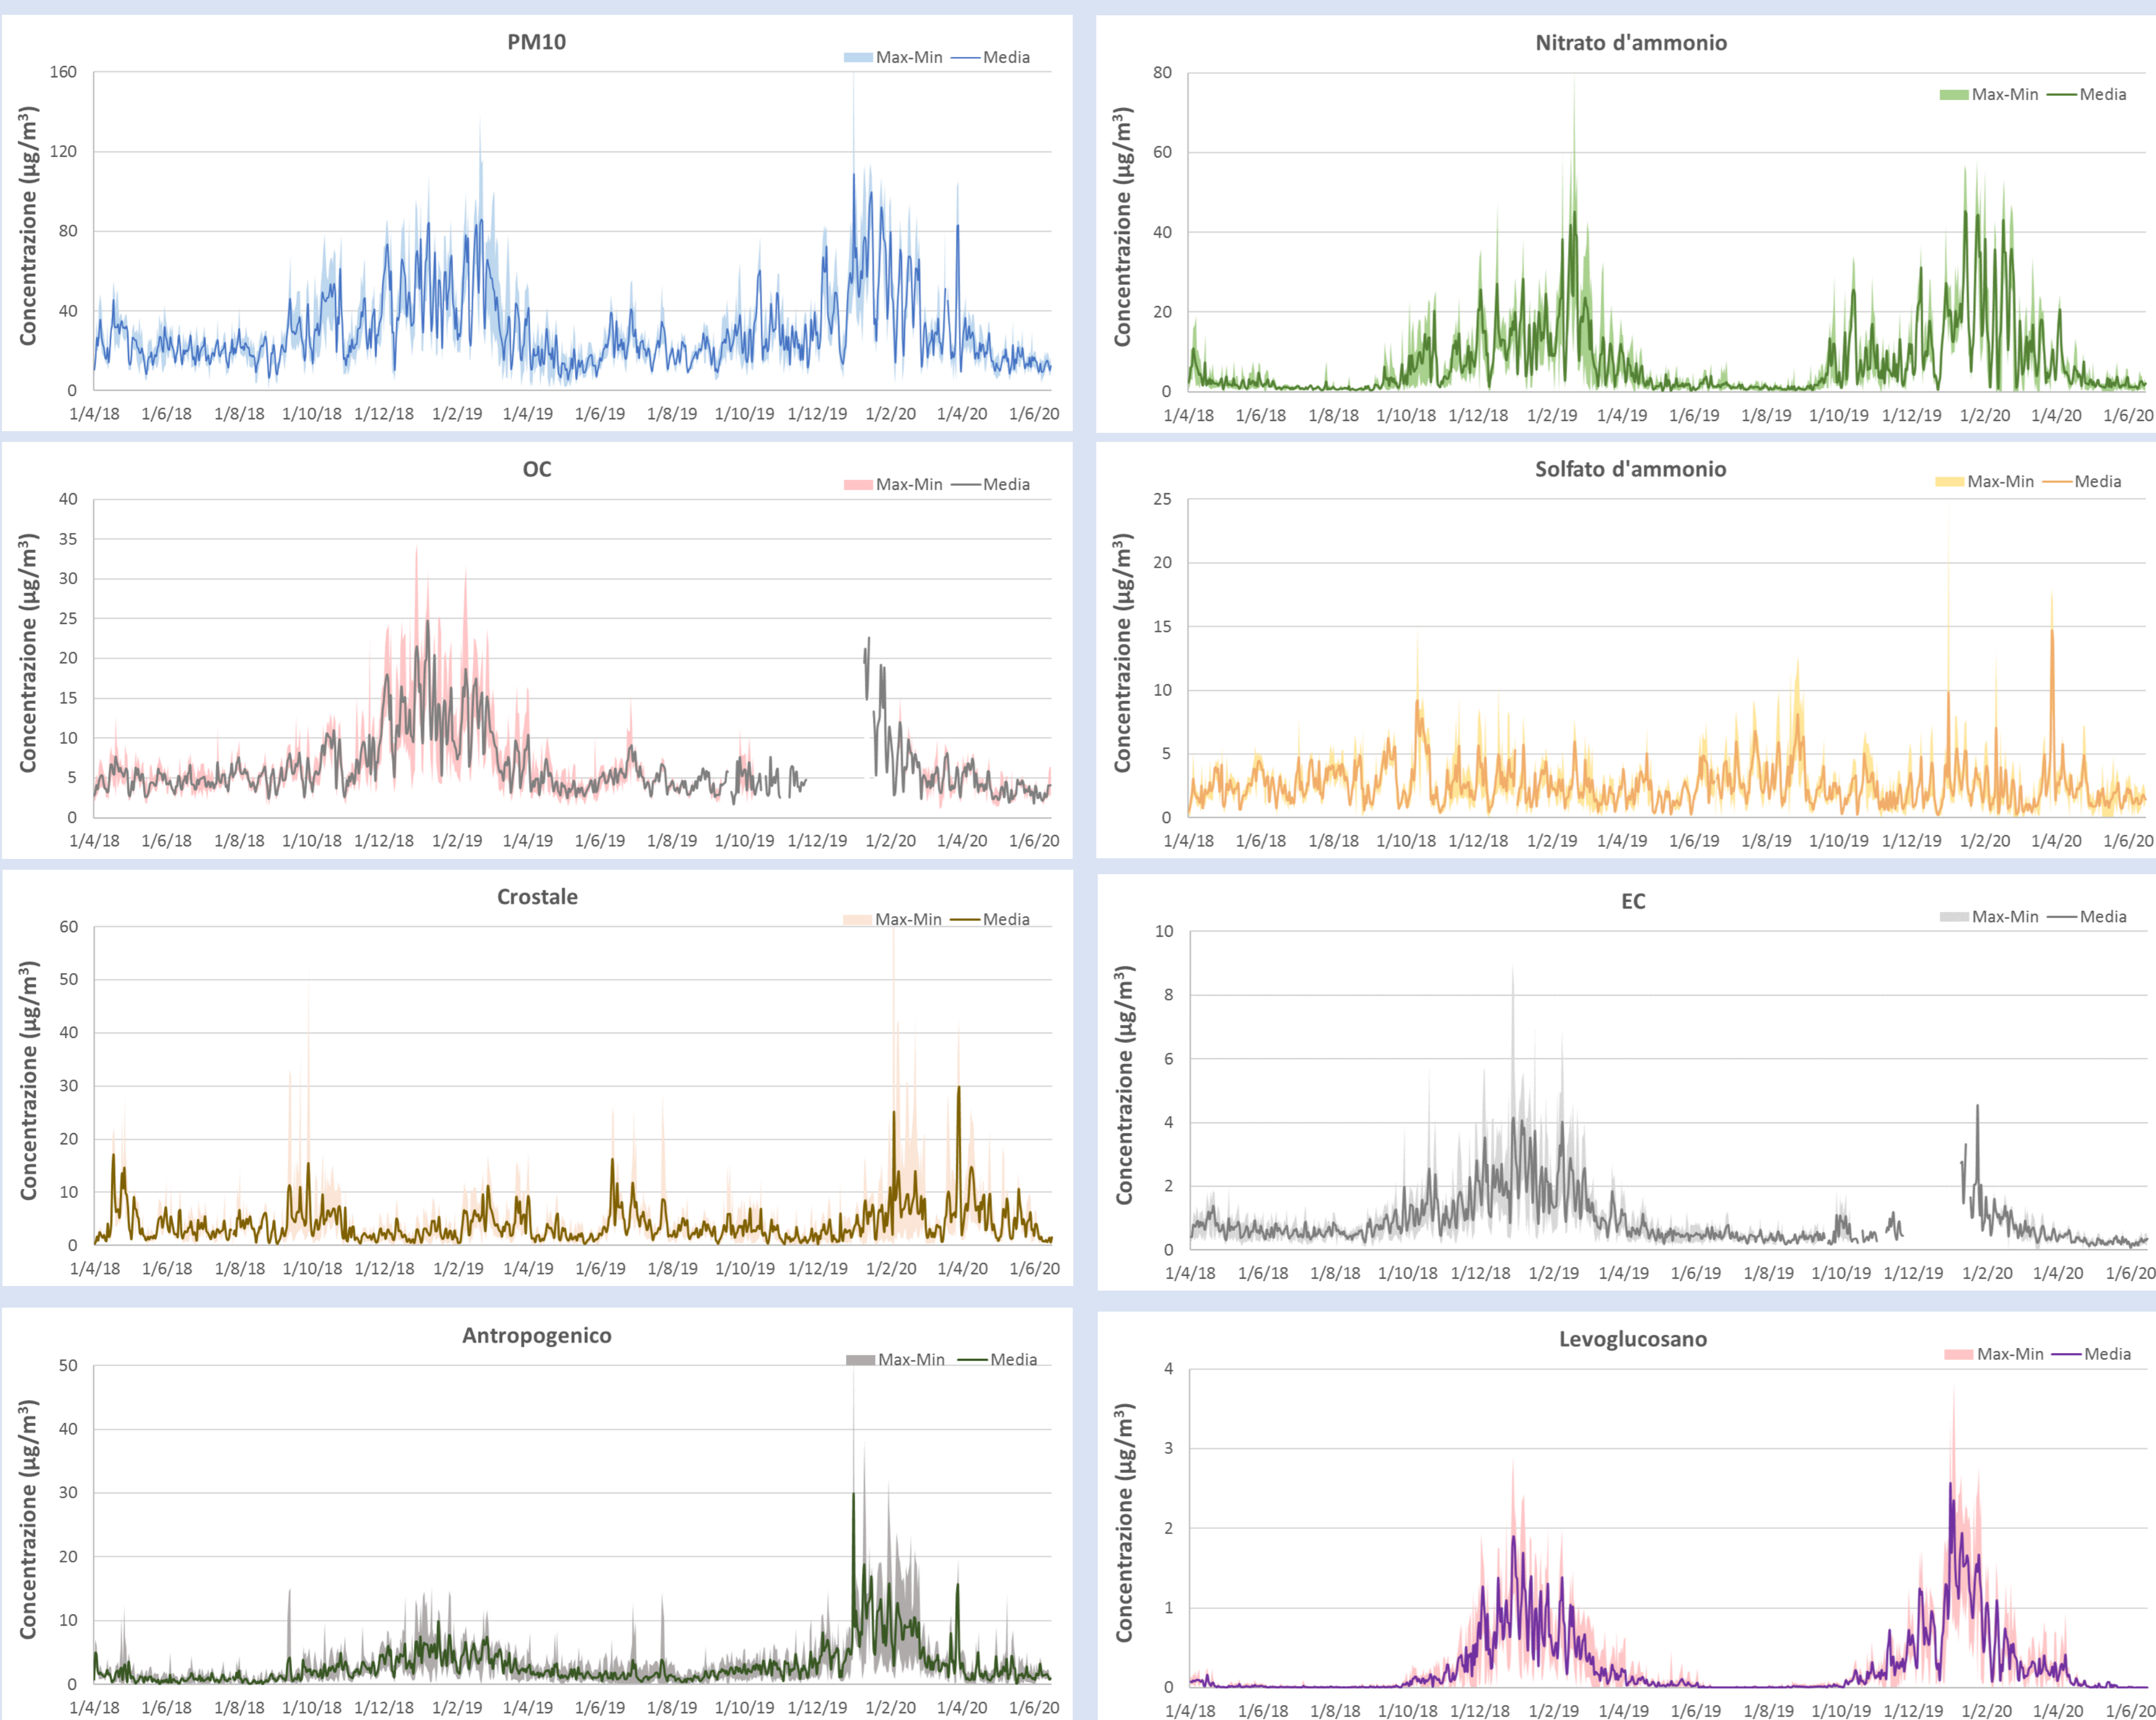 PM10
Max-Min Media
Concentrazione (µg/m³)
160
120
80
40
0
1/4/18 1/6/18 1/8/18 1/10/18 1/12/18 1/2/19 1/4/19 1/6/19 1/8/19 1/10/19 1/12/19 1/2/20 1/4/20 1/6/20
Nitrato d'ammonio
Max-Min Media
Concentrazione (µg/m³)
80
60
40
20
0
1/4/18 1/6/18 1/8/18 1/10/18 1/12/18 1/2/19 1/4/19 1/6/19 1/8/19 1/10/19 1/12/19 1/2/20 1/4/20 1/6/20
OC
Max-Min Media
Concentrazione (µg/m³)
40
35
30
25
20
15
10
5
0
1/4/18 1/6/18 1/8/18 1/10/18 1/12/18 1/2/19 1/4/19 1/6/19 1/8/19 1/10/19 1/12/19 1/2/20 1/4/20 1/6/20
Solfato d'ammonio
Max-Min Media
Concentrazione (µg/m³)
25
20
15
10
5
0
1/4/18 1/6/18 1/8/18 1/10/18 1/12/18 1/2/19 1/4/19 1/6/19 1/8/19 1/10/19 1/12/19 1/2/20 1/4/20 1/6/20
Crostale
Max-Min Media
Concentrazione (µg/m³)
60
50
40
30
20
10
0
1/4/18 1/6/18 1/8/18 1/10/18 1/12/18 1/2/19 1/4/19 1/6/19 1/8/19 1/10/19 1/12/19 1/2/20 1/4/20 1/6/20
EC
Max-Min Media
Concentrazione (µg/m³)
10
8
6
4
2
0
1/4/18 1/6/18 1/8/18 1/10/18 1/12/18 1/2/19 1/4/19 1/6/19 1/8/19 1/10/19 1/12/19 1/2/20 1/4/20 1/6/20
Antropogenico
Max-Min Media
Concentrazione (µg/m³)
50
40
30
20
10
0
1/4/18 1/6/18 1/8/18 1/10/18 1/12/18 1/2/19 1/4/19 1/6/19 1/8/19 1/10/19 1/12/19 1/2/20 1/4/20 1/6/20
Levoglucosano
Max-Min Media
Concentrazione (µg/m³)
4
3
2
1
0
1/4/18 1/6/18 1/8/18 1/10/18 1/12/18 1/2/19 1/4/19 1/6/19 1/8/19 1/10/19 1/12/19 1/2/20 1/4/20 1/6/20